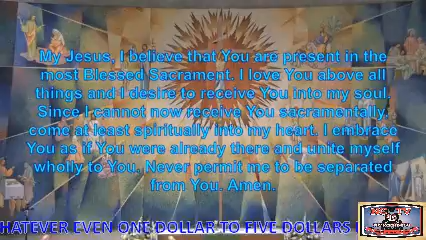 My Jesus, I believe that You are present in the
most Blessed Sacrament. I love You above all
things and I desire to receive You into my soul.
Since I cannot now receive You sacramentally,
come at least spiritually into my heart. I embrace
You as if You were already there and unite myself
wholly to You. Never permit me to be separated
from You. Amen.
HATEVER EVEN ONE DOLLAR TO FIVE DOLLARS